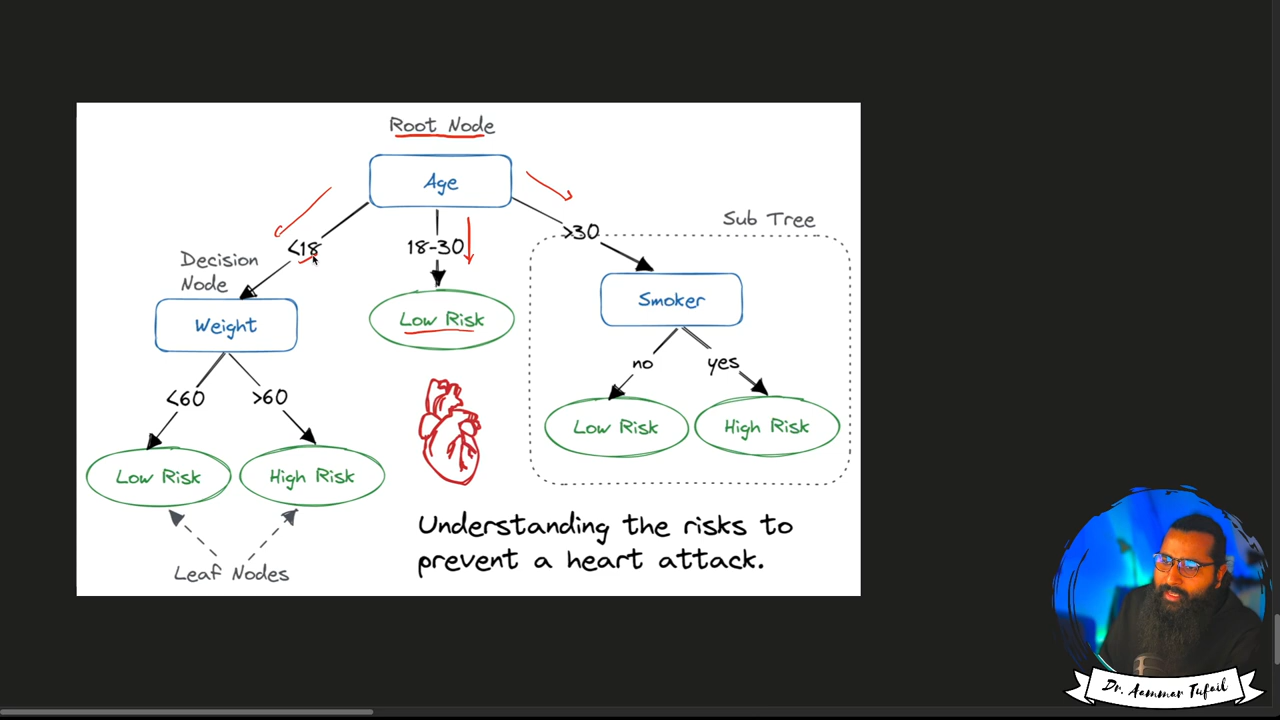 Root Node
Age
<18
18-30
>30
Sub Tree
Decision
Node
Weight
Low Risk
Smoker
<60
>60
no
yes
Low Risk
High Risk
Low Risk
High Risk
Leaf Nodes
Understanding the risks to
prevent a heart attack.
Dr. Aammar Tufail